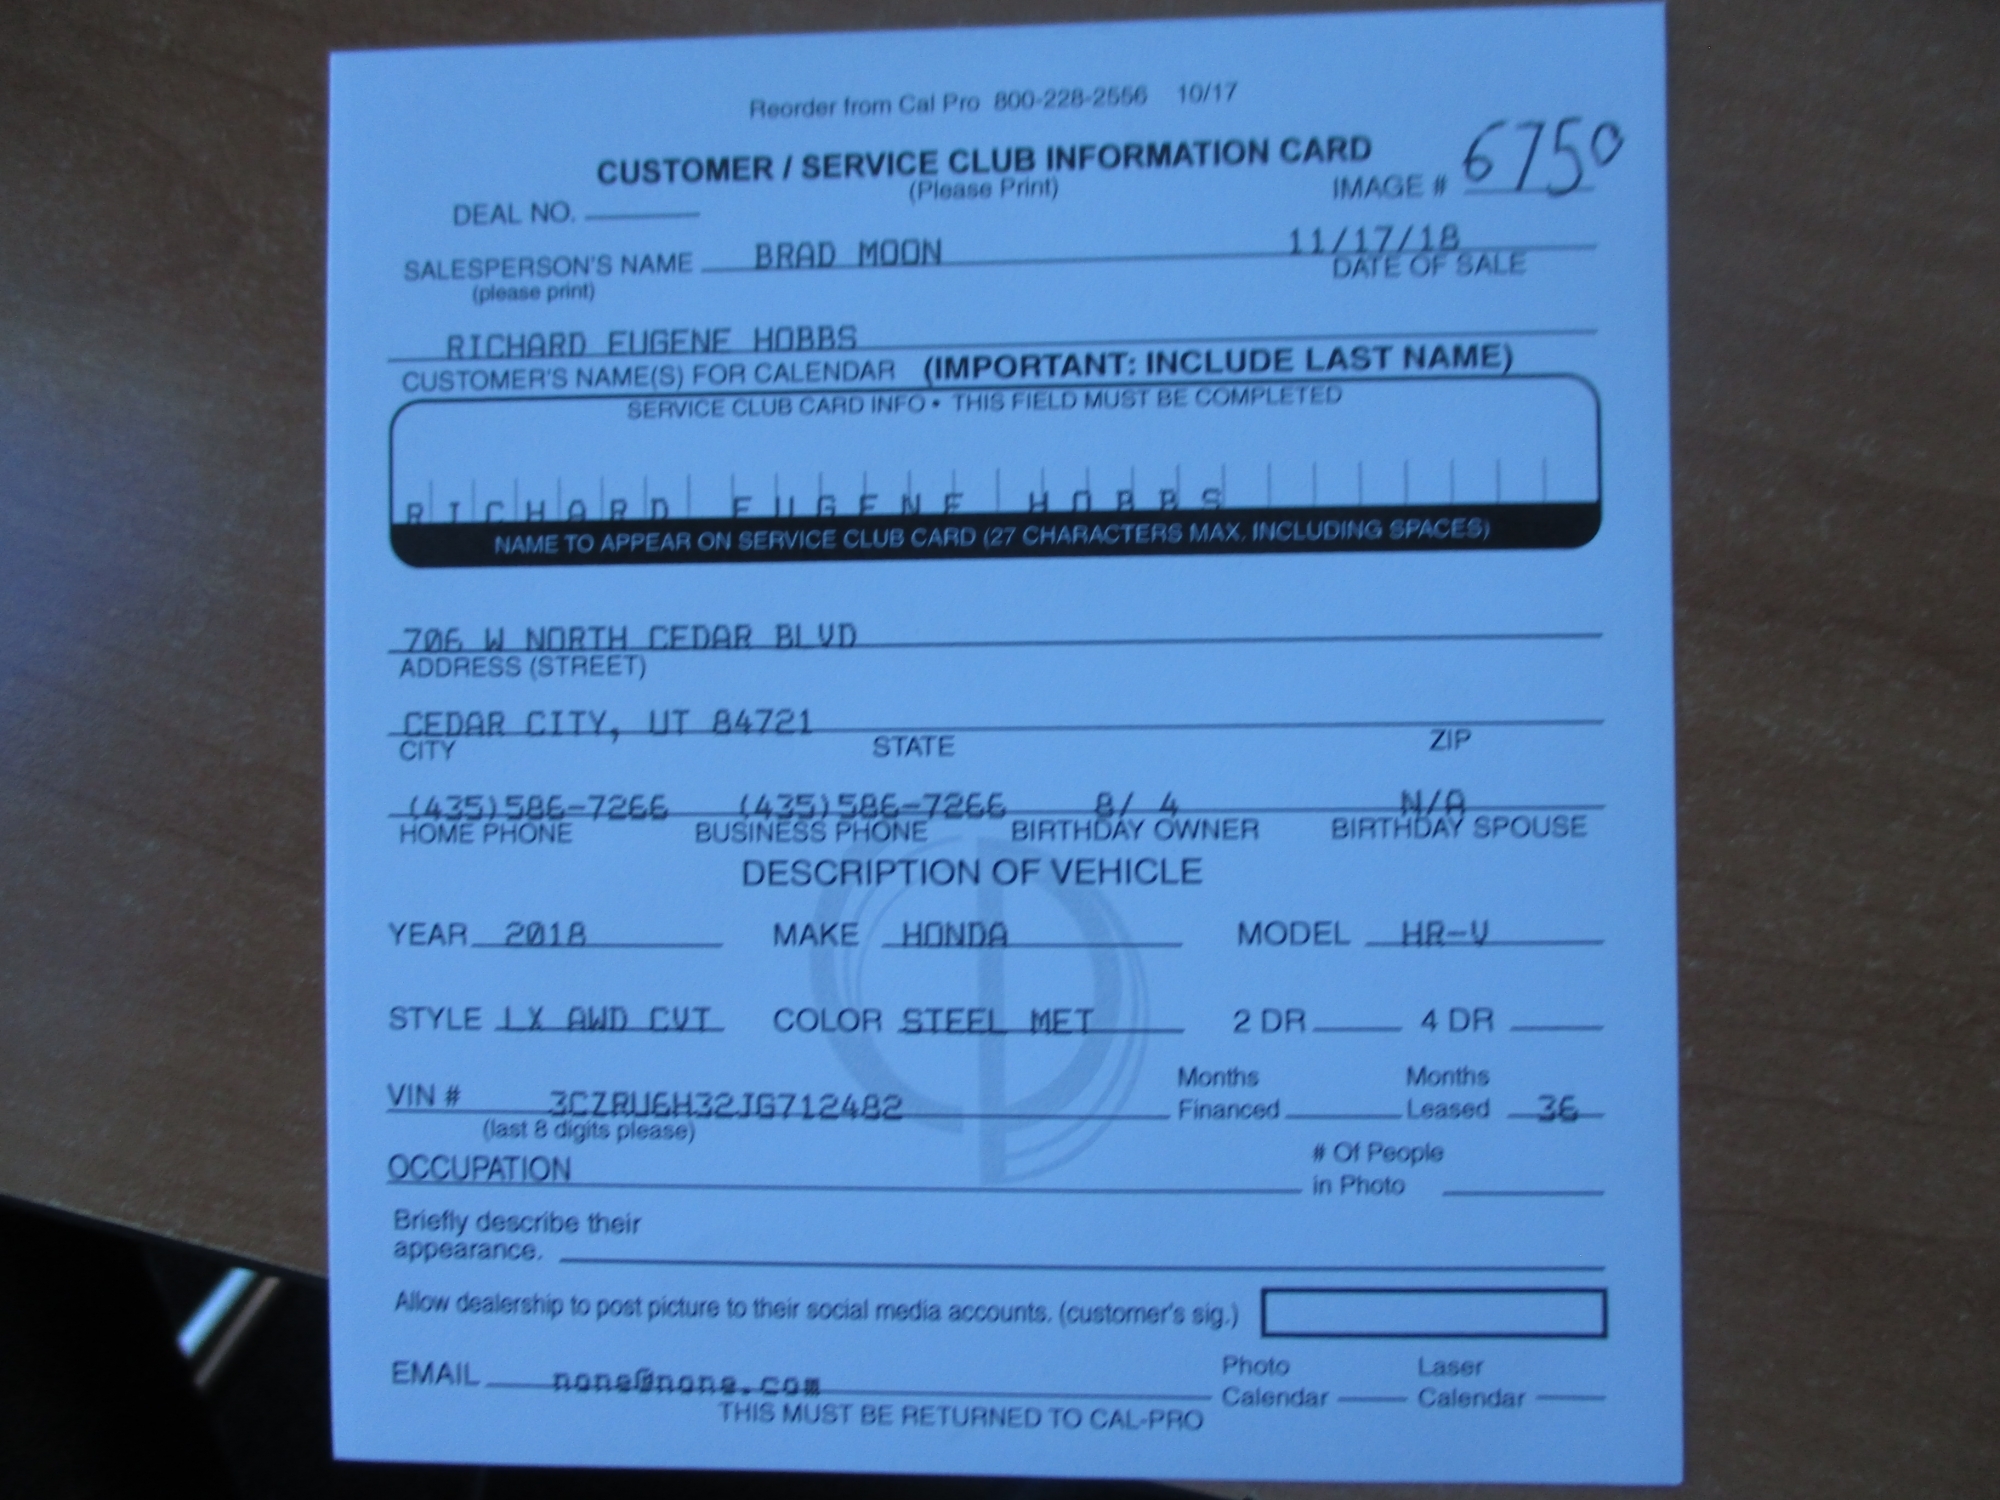 Reorder from Cal Pro 800-228-2556 10/17
CUSTOMER / SERVICE CLUB INFORMATION CARD
(Please Print)
IMAGE # 6750
DEAL NO.
SALESPERSON'S NAME BRAD MOON 11/17/18
(please print) DATE OF SALE
RICHARD EUGENE HOBBS
CUSTOMER'S NAME(S) FOR CALENDAR (IMPORTANT: INCLUDE LAST NAME)
SERVICE CLUB CARD INFO • THIS FIELD MUST BE COMPLETED
RICHARD EUGENE HOBBS
NAME TO APPEAR ON SERVICE CLUB CARD (27 CHARACTERS MAX. INCLUDING SPACES)
706 W NORTH CEDAR BLVD
ADDRESS (STREET)
CEDAR CITY, UT 84721
CITY STATE ZIP
(435)586-7266 (435)586-7266 8/ 4 N/A
HOME PHONE BUSINESS PHONE BIRTHDAY OWNER BIRTHDAY SPOUSE
DESCRIPTION OF VEHICLE
YEAR 2018 MAKE HONDA MODEL HR-V
STYLE LX AWD CVT COLOR STEEL MET 2 DR 4 DR
VIN # 3CZRU6H32JG712482 Months Financed Months Leased 36
(last 8 digits please)
OCCUPATION # Of People in Photo
Briefly describe their
appearance.
Allow dealership to post picture to their social media accounts. (customer's sig.)
EMAIL none@none.com Photo Calendar Laser Calendar
THIS MUST BE RETURNED TO CAL-PRO